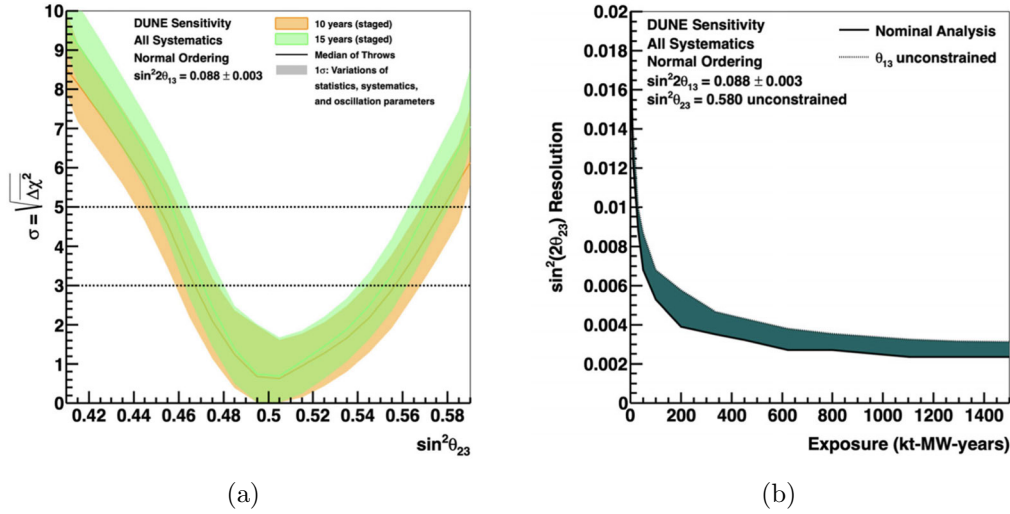 DUNE Sensitivity
All Systematics
Normal Ordering
sin²2θ₁₃ = 0.088 ± 0.003
10 years (staged)
15 years (staged)
Median of Throws
1σ: Variations of
statistics, systematics,
and oscillation parameters
σ = √Δχ²
10
9
8
7
6
5
4
3
2
1
0
0.42 0.44 0.46 0.48 0.5 0.52 0.54 0.56 0.58
sin²θ₂₃
(a)
DUNE Sensitivity
All Systematics
Normal Ordering
sin²2θ₁₃ = 0.088 ± 0.003
sin²θ₂₃ = 0.580 unconstrained
Nominal Analysis
θ₁₃ unconstrained
sin²(2θ₂₃) Resolution
0.02
0.018
0.016
0.014
0.012
0.01
0.008
0.006
0.004
0.002
0
0 200 400 600 800 1000 1200 1400
Exposure (kt-MW-years)
(b)